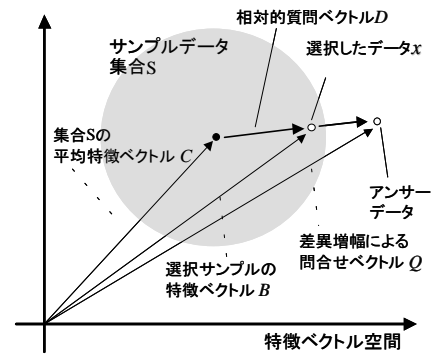 相対的質問ベクトルD
サンプルデータ
集合S
選択したデータx
集合Sの
平均特徴ベクトル C
アンサー
データ
差異増幅による
問合せベクトル Q
選択サンプルの
特徴ベクトル B
特徴ベクトル空間